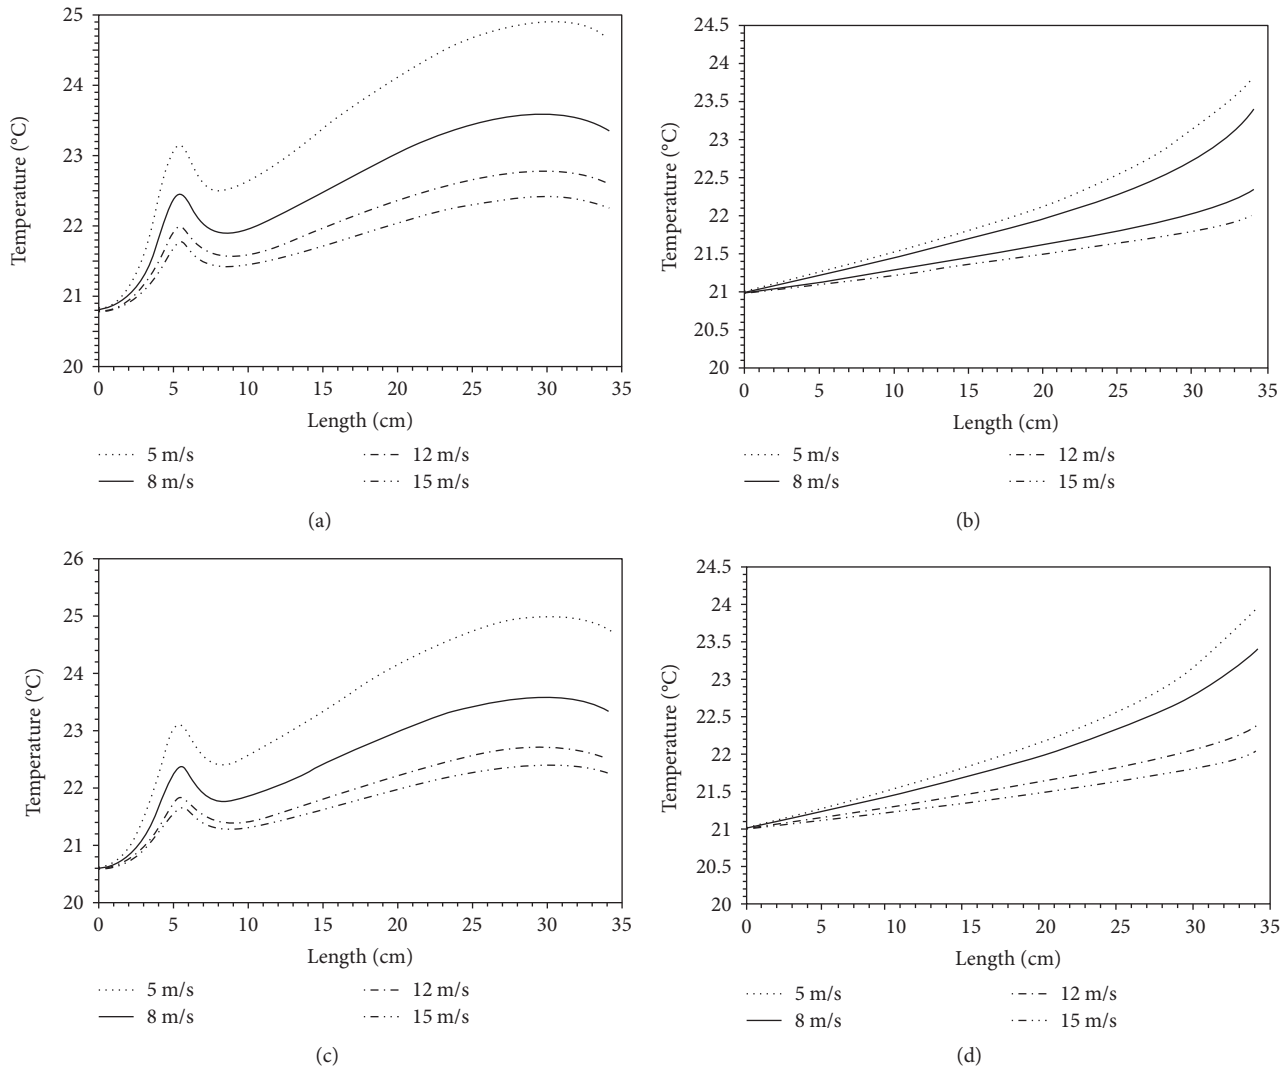 25
24
23
22
21
20
Temperature (°C)
0 5 10 15 20 25 30 35
Length (cm)
5 m/s
8 m/s
12 m/s
15 m/s
(a)
24.5
24
23.5
23
22.5
22
21.5
21
20.5
20
Temperature (°C)
0 5 10 15 20 25 30 35
Length (cm)
5 m/s
8 m/s
12 m/s
15 m/s
(b)
26
25
24
23
22
21
20
Temperature (°C)
0 5 10 15 20 25 30 35
Length (cm)
5 m/s
8 m/s
12 m/s
15 m/s
(c)
24.5
24
23.5
23
22.5
22
21.5
21
20.5
20
Temperature (°C)
0 5 10 15 20 25 30 35
Length (cm)
5 m/s
8 m/s
12 m/s
15 m/s
(d)